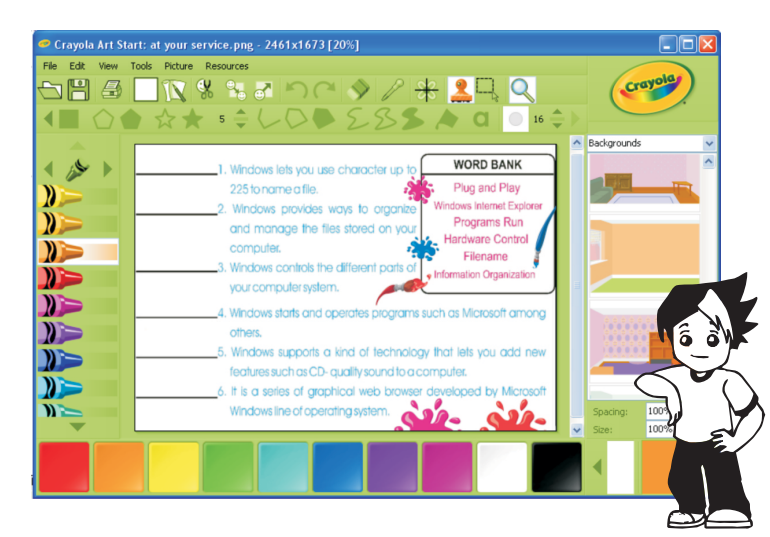 Crayola Art Start: at your service.png - 2461x1673 [20%]
File Edit View Tools Picture Resources
Crayola
5
a
16
Backgrounds
1. Windows lets you use character up to
225 to name a file.
2. Windows provides ways to organize
and manage the files stored on your
computer.
3. Windows controls the different parts of
your computer system.
WORD BANK
Plug and Play
Windows Internet Explorer
Programs Run
Hardware Control
Filename
Information Organization
4. Windows starts and operates programs such as Microsoft among
others.
5. Windows supports a kind of technology that lets you add new
features such as CD- quality sound to a computer.
6. It is a series of graphical web browser developed by Microsoft
Windows line of operating system.
Spacing: 100%
Size: 100%